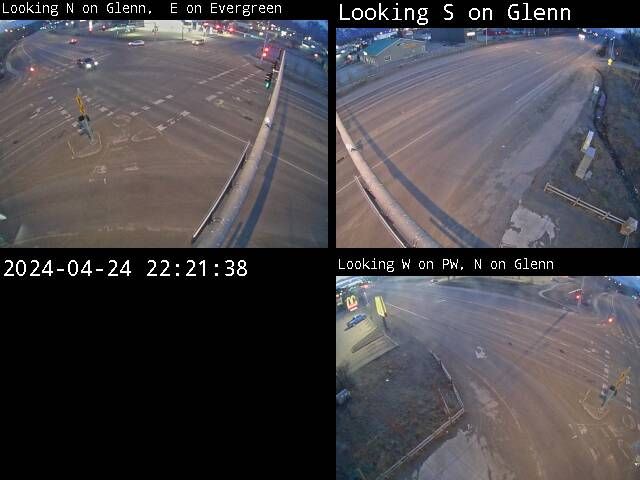 Looking N on Glenn,  E on Evergreen
Looking S on Glenn
2024-04-24 22:21:38
Looking W on PW, N on Glenn